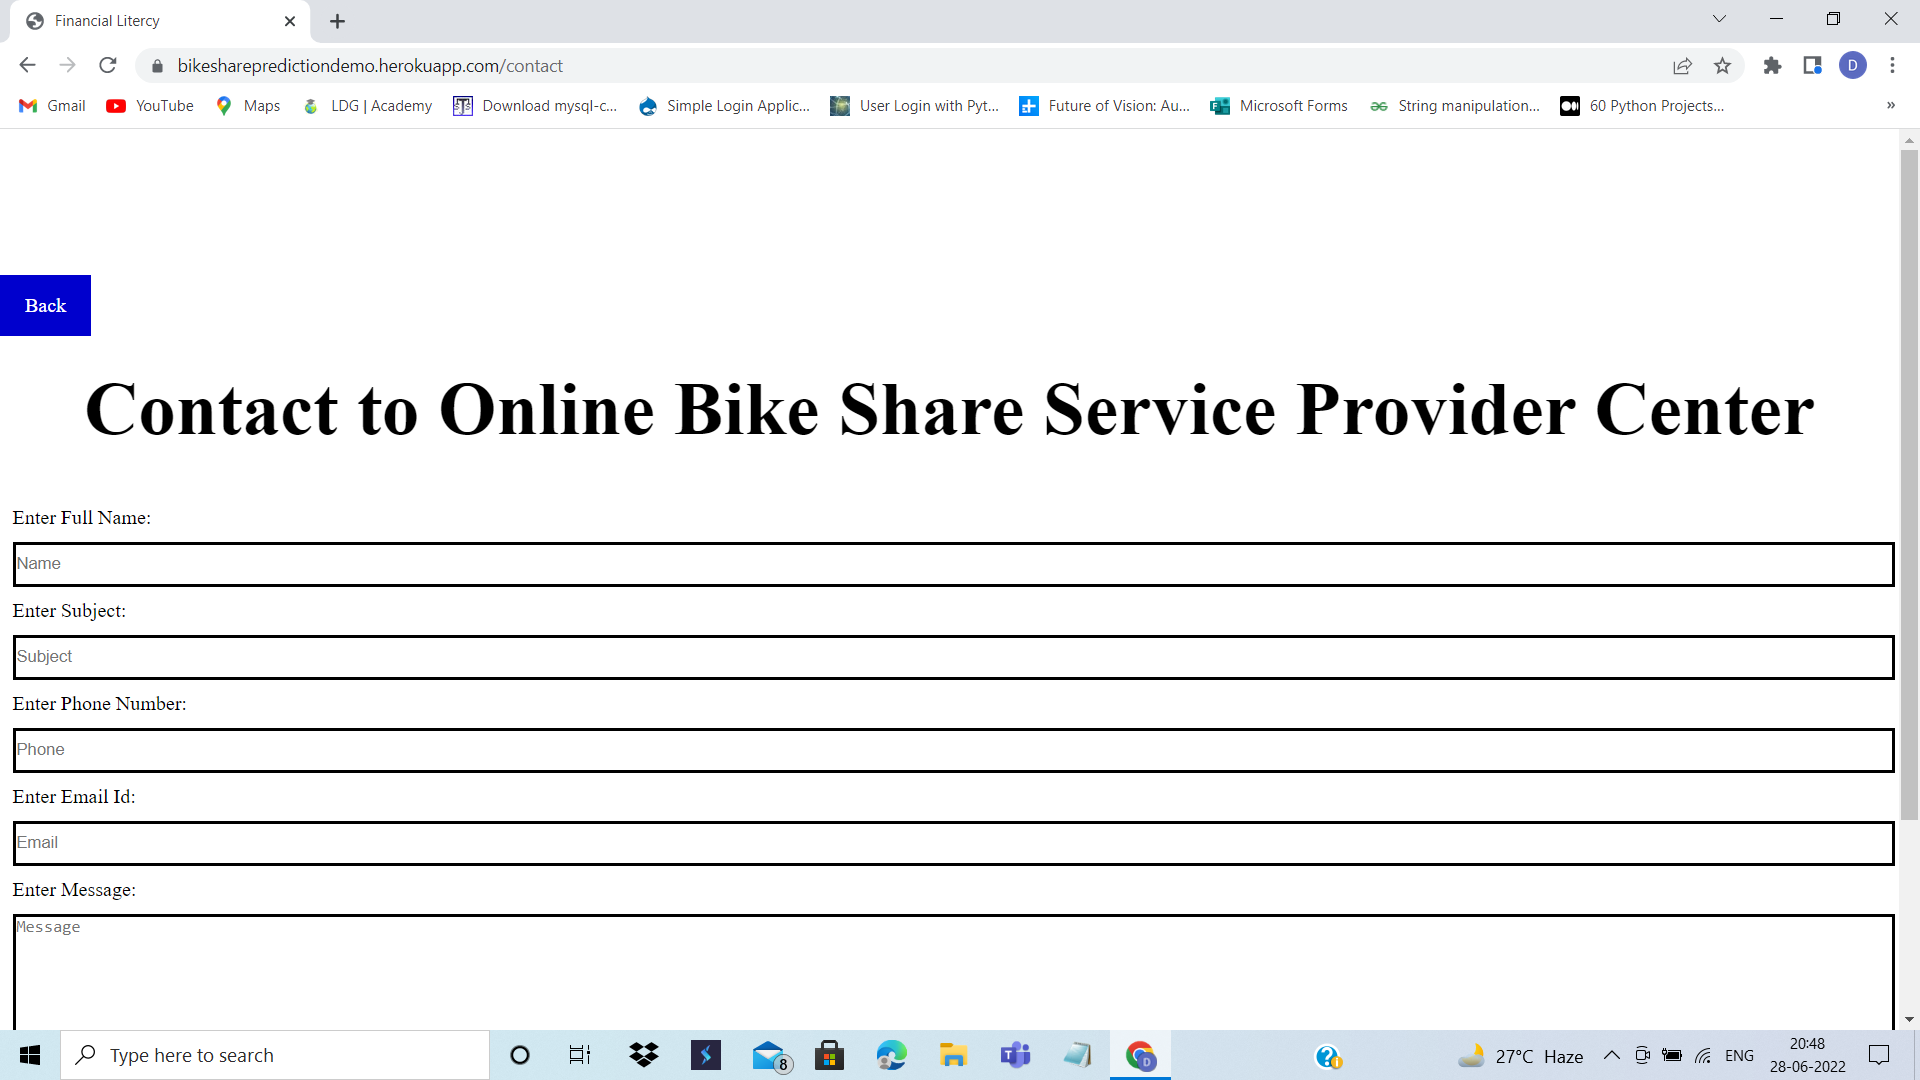 Financial Litercy
bikesharepredictiondemo.herokuapp.com/contact
D
Gmail
YouTube
Maps
LDG | Academy
Download mysql-c...
Simple Login Applic...
User Login with Pyt...
Future of Vision: Au...
Microsoft Forms
String manipulation...
60 Python Projects...
»
Back
Contact to Online Bike Share Service Provider Center
Enter Full Name:
Name
Enter Subject:
Subject
Enter Phone Number:
Phone
Enter Email Id:
Email
Enter Message:
Message
Type here to search
8
D
27°C Haze
ENG
20:48
28-06-2022